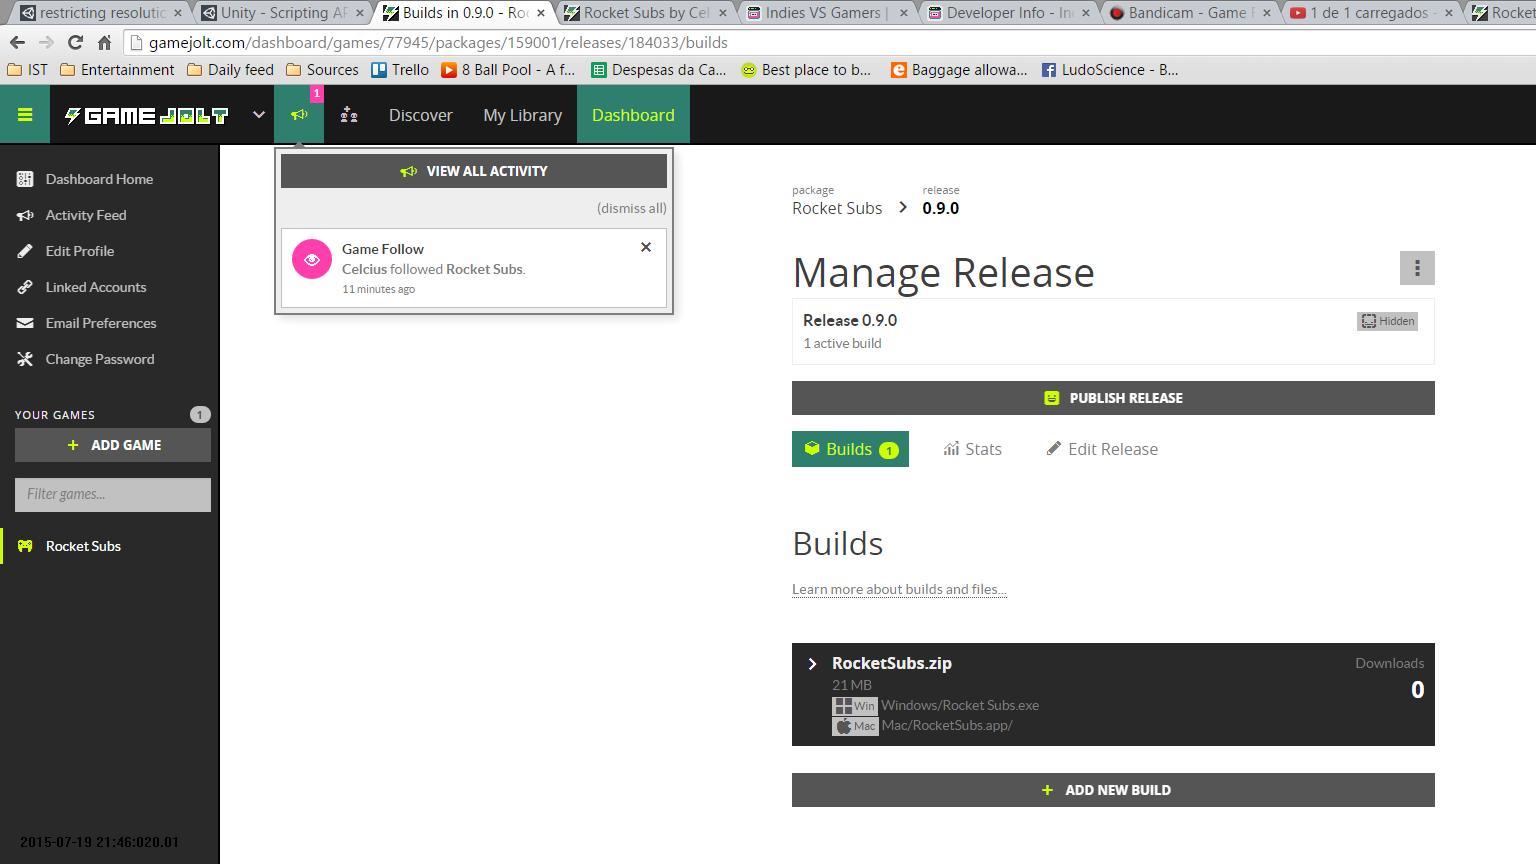 restricting resolutic
Unity - Scripting AP
Builds in 0.9.0 - Roc
Rocket Subs by Cel
Indies VS Gamers |
Developer Info - In
Bandicam - Game R
1 de 1 carregados -
Rocket
gamejolt.com/dashboard/games/77945/packages/159001/releases/184033/builds
IST
Entertainment
Daily feed
Sources
Trello
8 Ball Pool - A f...
Despesas da Ca...
Best place to b...
Baggage allowa...
LudoScience - B...
GAME JOLT
1
Discover
My Library
Dashboard
Dashboard Home
Activity Feed
Edit Profile
Linked Accounts
Email Preferences
Change Password
YOUR GAMES 1
+ ADD GAME
Filter games...
Rocket Subs
2015-07-19 21:46:020.01
VIEW ALL ACTIVITY
(dismiss all)
Game Follow
Celcius followed Rocket Subs.
11 minutes ago
package
Rocket Subs
release
0.9.0
Manage Release
Release 0.9.0
Hidden
1 active build
PUBLISH RELEASE
Builds 1
Stats
Edit Release
Builds
Learn more about builds and files...
RocketSubs.zip
Downloads
21 MB
0
Win Windows/Rocket Subs.exe
Mac Mac/RocketSubs.app/
+ ADD NEW BUILD